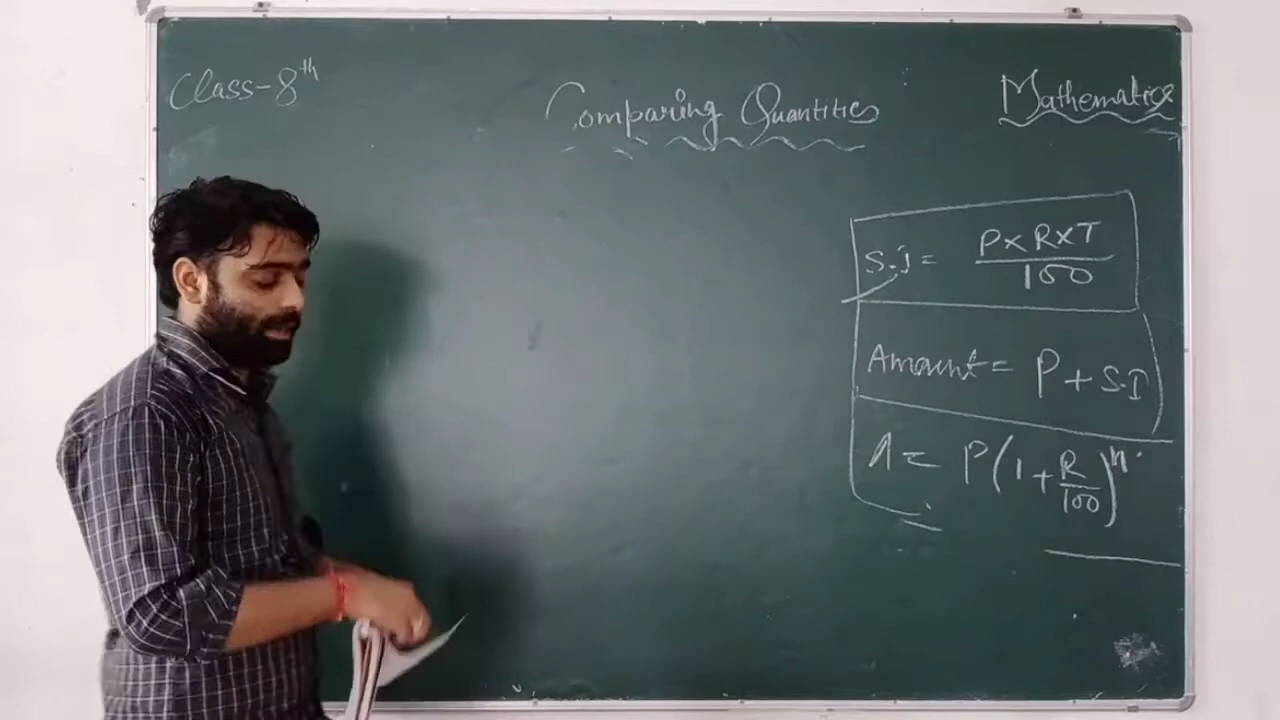 Class-8th
Comparing Quantities
Mathematics
S.I = P×R×T/100
Amount = P + S.I
A = P(1+R/100)^n